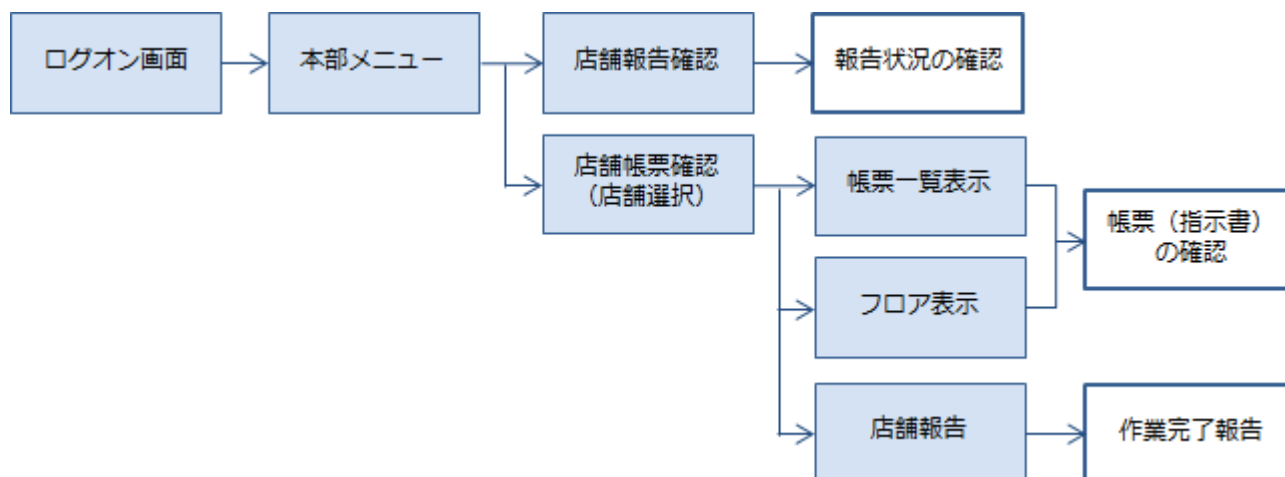 ログオン画面
本部メニュー
店舗報告確認
報告状況の確認
店舗帳票確認
（店舗選択）
帳票一覧表示
帳票（指示書）
の確認
フロア表示
店舗報告
作業完了報告